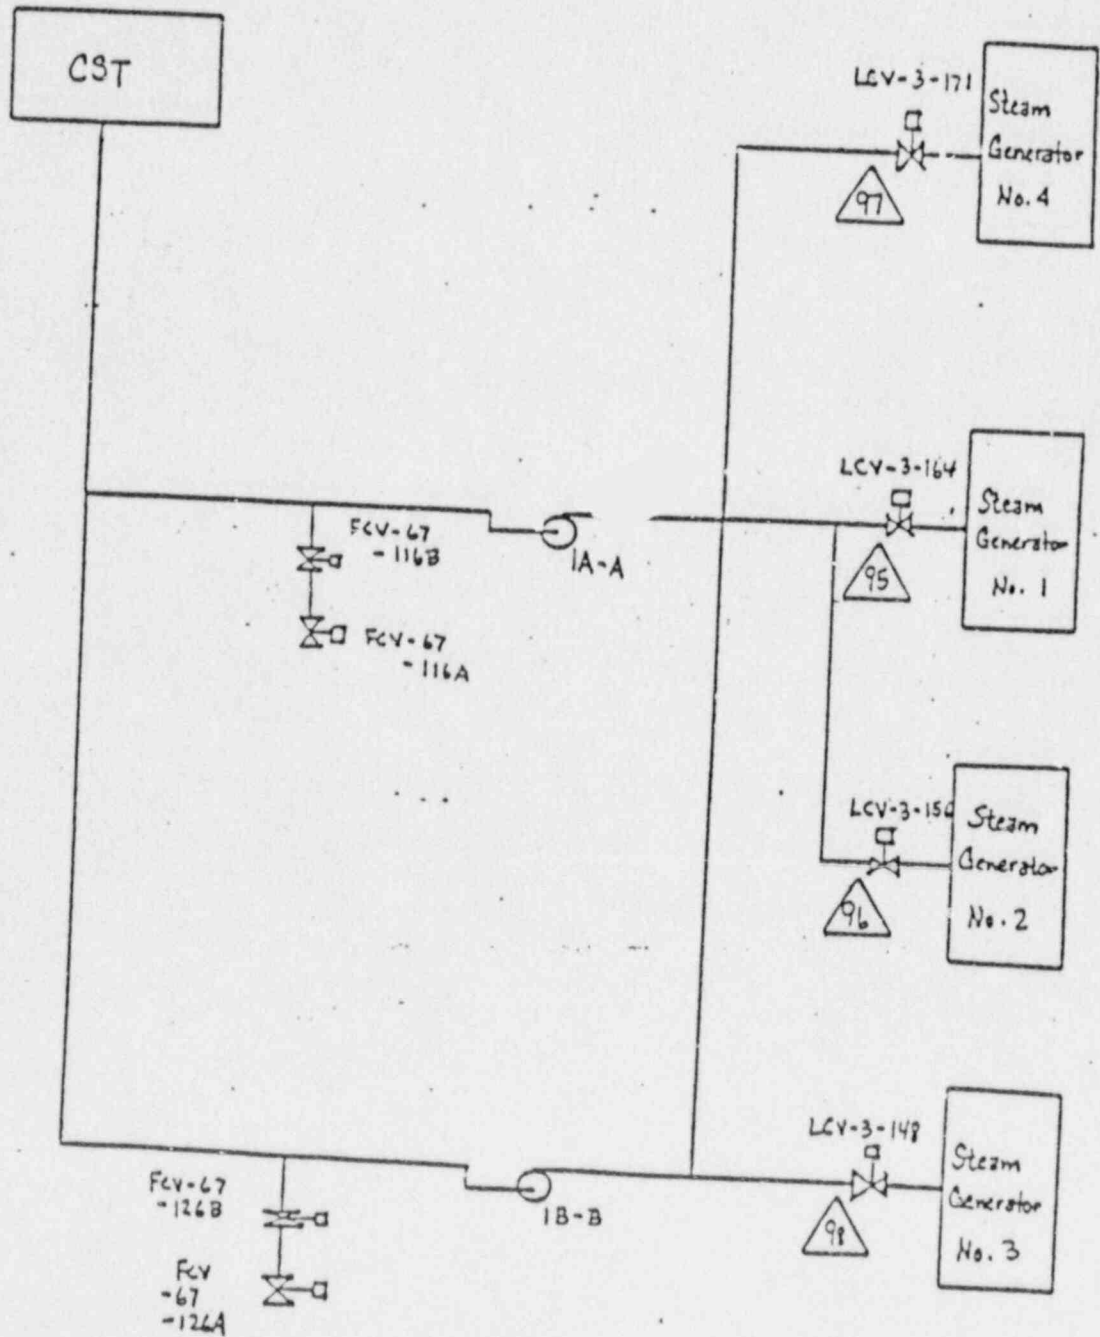 CST
LCV-3-171
Steam
Generator
No. 4
97
LCV-3-164
Steam
Generator
No. 1
95
FCV-67
-116B
1A-A
FCV-67
-116A
LCV-3-156
Steam
Generator
No. 2
96
LCV-3-148
Steam
Generator
No. 3
98
FCV-67
-126B
1B-B
FCV
-67
-126A